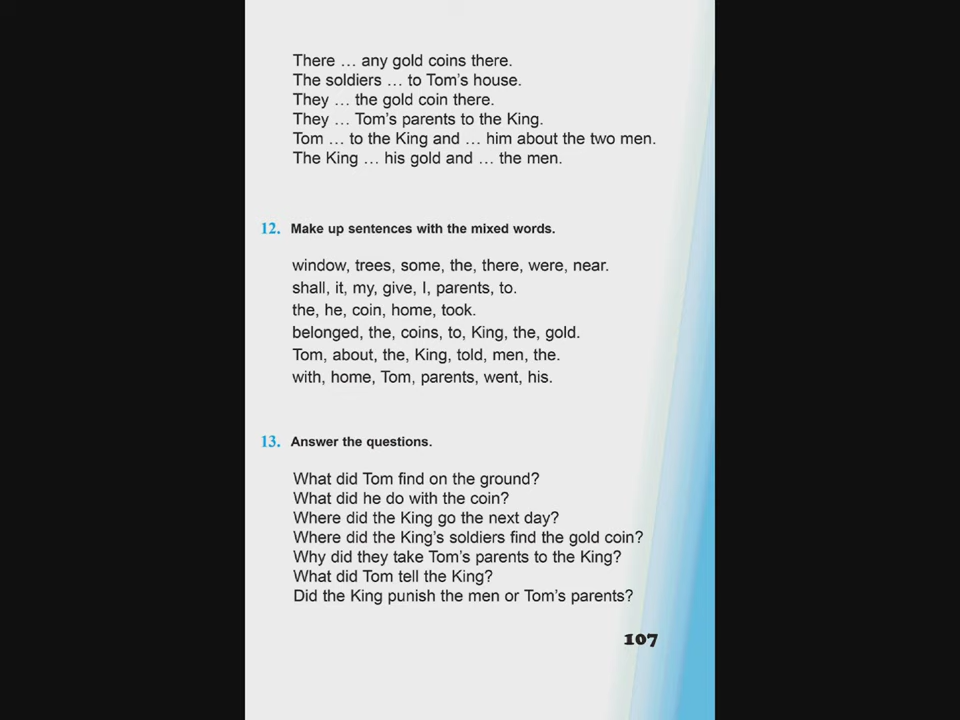 There … any gold coins there.
The soldiers … to Tom's house.
They … the gold coin there.
They … Tom's parents to the King.
Tom … to the King and … him about the two men.
The King … his gold and … the men.
12. Make up sentences with the mixed words.
window, trees, some, the, there, were, near.
shall, it, my, give, I, parents, to.
the, he, coin, home, took.
belonged, the, coins, to, King, the, gold.
Tom, about, the, King, told, men, the.
with, home, Tom, parents, went, his.
13. Answer the questions.
What did Tom find on the ground?
What did he do with the coin?
Where did the King go the next day?
Where did the King's soldiers find the gold coin?
Why did they take Tom's parents to the King?
What did Tom tell the King?
Did the King punish the men or Tom's parents?
107